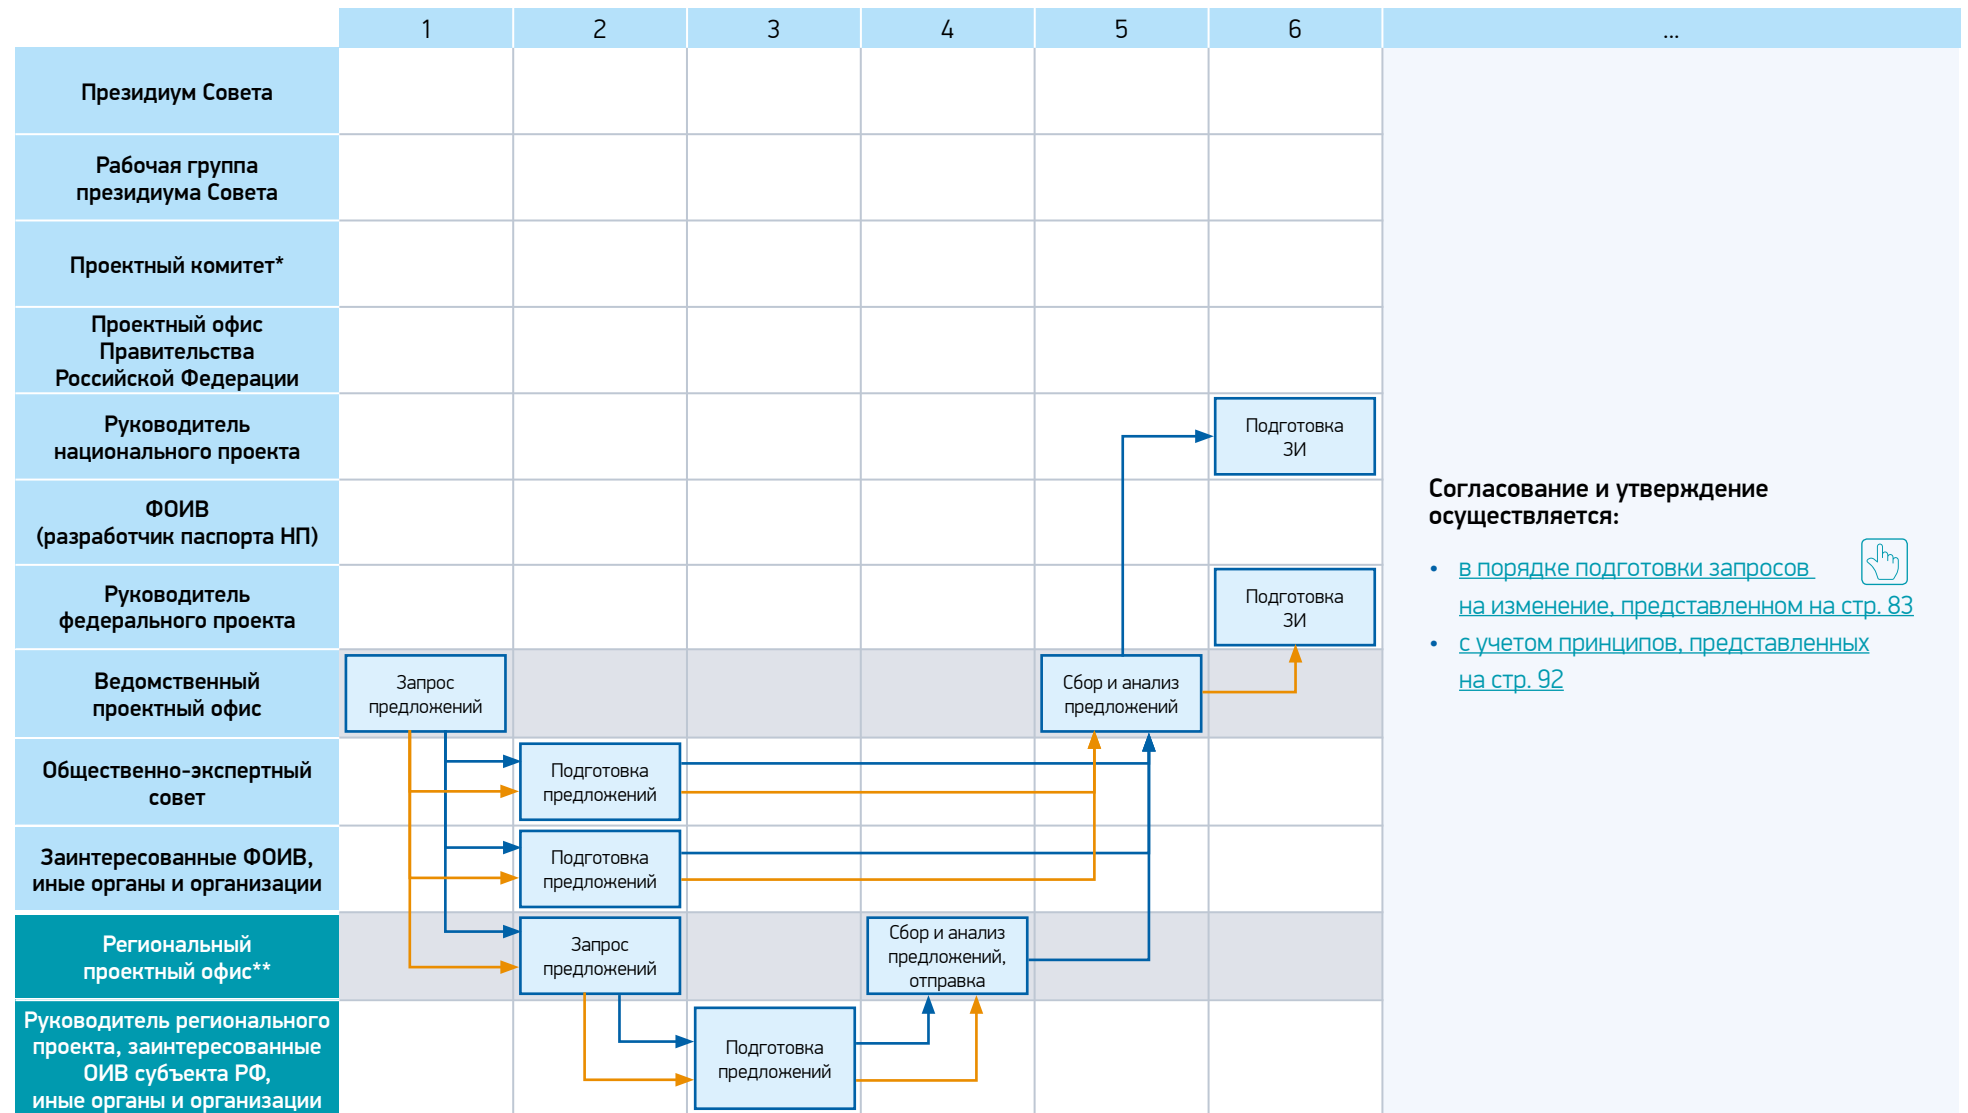 1
2
3
4
5
6
...
Президиум Совета
Рабочая группа
президиума Совета
Проектный комитет*
Проектный офис
Правительства
Российской Федерации
Руководитель
национального проекта
Подготовка
ЗИ
ФОИВ
(разработчик паспорта НП)
Руководитель
федерального проекта
Подготовка
ЗИ
Ведомственный
проектный офис
Запрос
предложений
Сбор и анализ
предложений
Общественно-экспертный
совет
Подготовка
предложений
Заинтересованные ФОИВ,
иные органы и организации
Подготовка
предложений
Региональный
проектный офис**
Запрос
предложений
Сбор и анализ
предложений,
отправка
Руководитель регионального
проекта, заинтересованные
ОИВ субъекта РФ,
иные органы и организации
Подготовка
предложений
Согласование и утверждение
осуществляется:
• в порядке подготовки запросов
на изменение, представленном на стр. 83
• с учетом принципов, представленных
на стр. 92